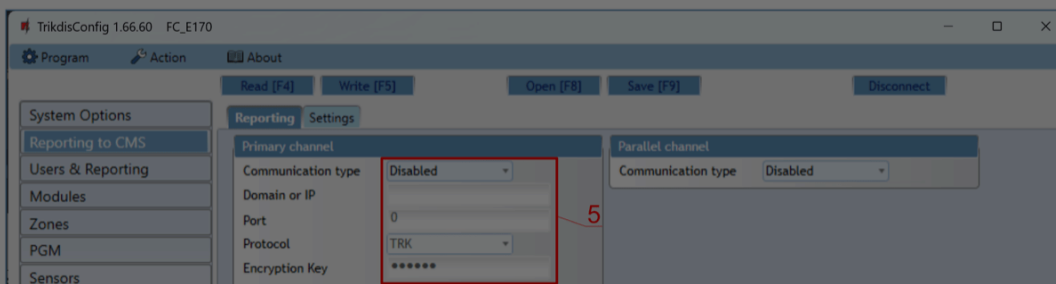 TrikdisConfig 1.66.60 FC_E170
Program Action About
Read [F4] Write [F5] Open [F8] Save [F9] Disconnect
System Options
Reporting to CMS
Users & Reporting
Modules
Zones
PGM
Sensors
Reporting Settings
Primary channel
Communication type Disabled
Domain or IP
Port 0
Protocol TRK
Encryption Key ●●●●●●
5
Parallel channel
Communication type Disabled